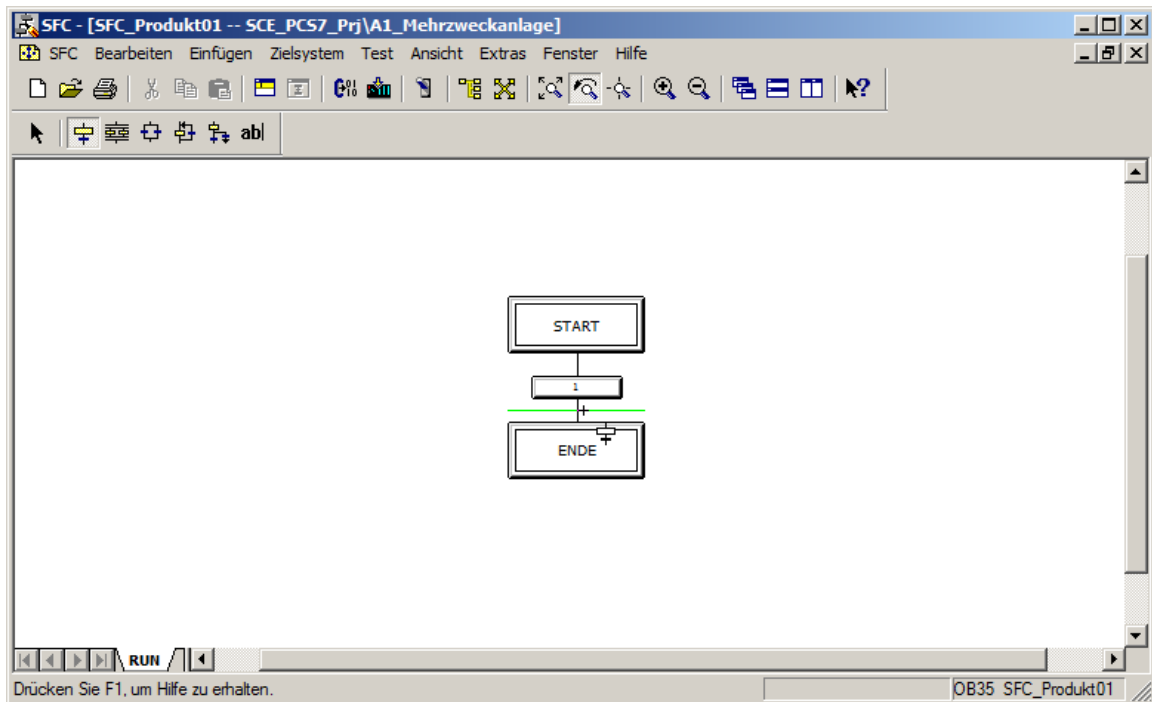 SFC - [SFC_Produkt01 -- SCE_PCS7_Prj\A1_Mehrzweckanlage]
SFC Bearbeiten Einfügen Zielsystem Test Ansicht Extras Fenster Hilfe
ab
START
1
ENDE
RUN
Drücken Sie F1, um Hilfe zu erhalten. OB35 SFC_Produkt01